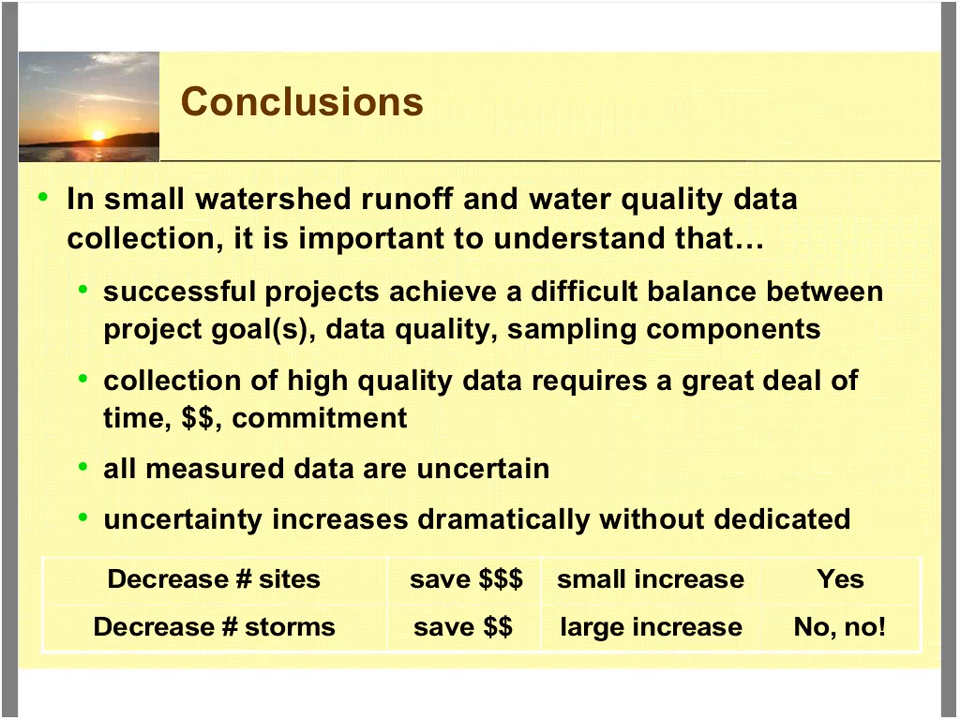 Conclusions
• In small watershed runoff and water quality data
collection, it is important to understand that…
• successful projects achieve a difficult balance between
project goal(s), data quality, sampling components
• collection of high quality data requires a great deal of
time, $$, commitment
• all measured data are uncertain
• uncertainty increases dramatically without dedicated
Decrease # sites save $$$ small increase Yes
Decrease # storms save $$ large increase No, no!